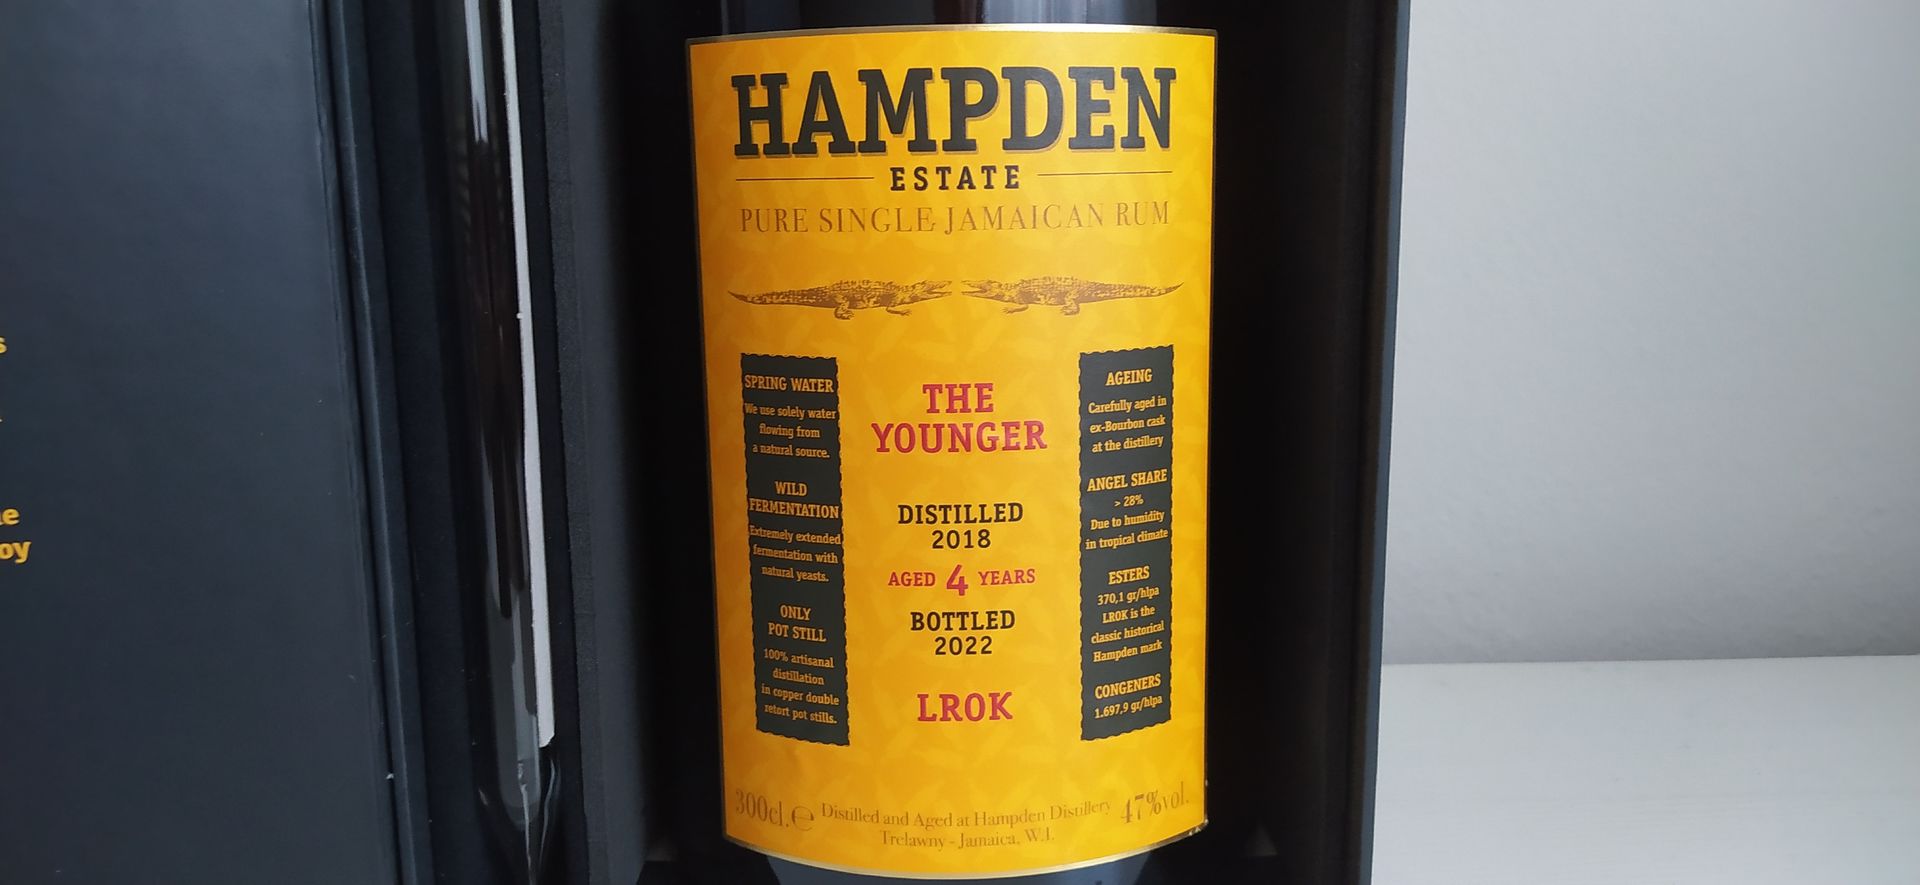 HAMPDEN
ESTATE
PURE SINGLE JAMAICAN RUM
SPRING WATER
We use solely water
flowing from
a natural source.
WILD
FERMENTATION
Extremely extended
fermentation with
natural yeasts.
ONLY
POT STILL
100% artisanal
distillation
in copper double
retort pot stills.
THE
YOUNGER
DISTILLED
2018
AGED 4 YEARS
BOTTLED
2022
LROK
AGEING
Carefully aged in
ex-Bourbon cask
at the distillery
ANGEL SHARE
> 28%
Due to humidity
in tropical climate
ESTERS
370,1 gr/hlpa
LROK is the
classic historical
Hampden mark
CONGENERS
1.697,9 gr/hlpa
300cl.℮ Distilled and Aged at Hampden Distillery 47%vol.
Trelawny - Jamaica, W.I.